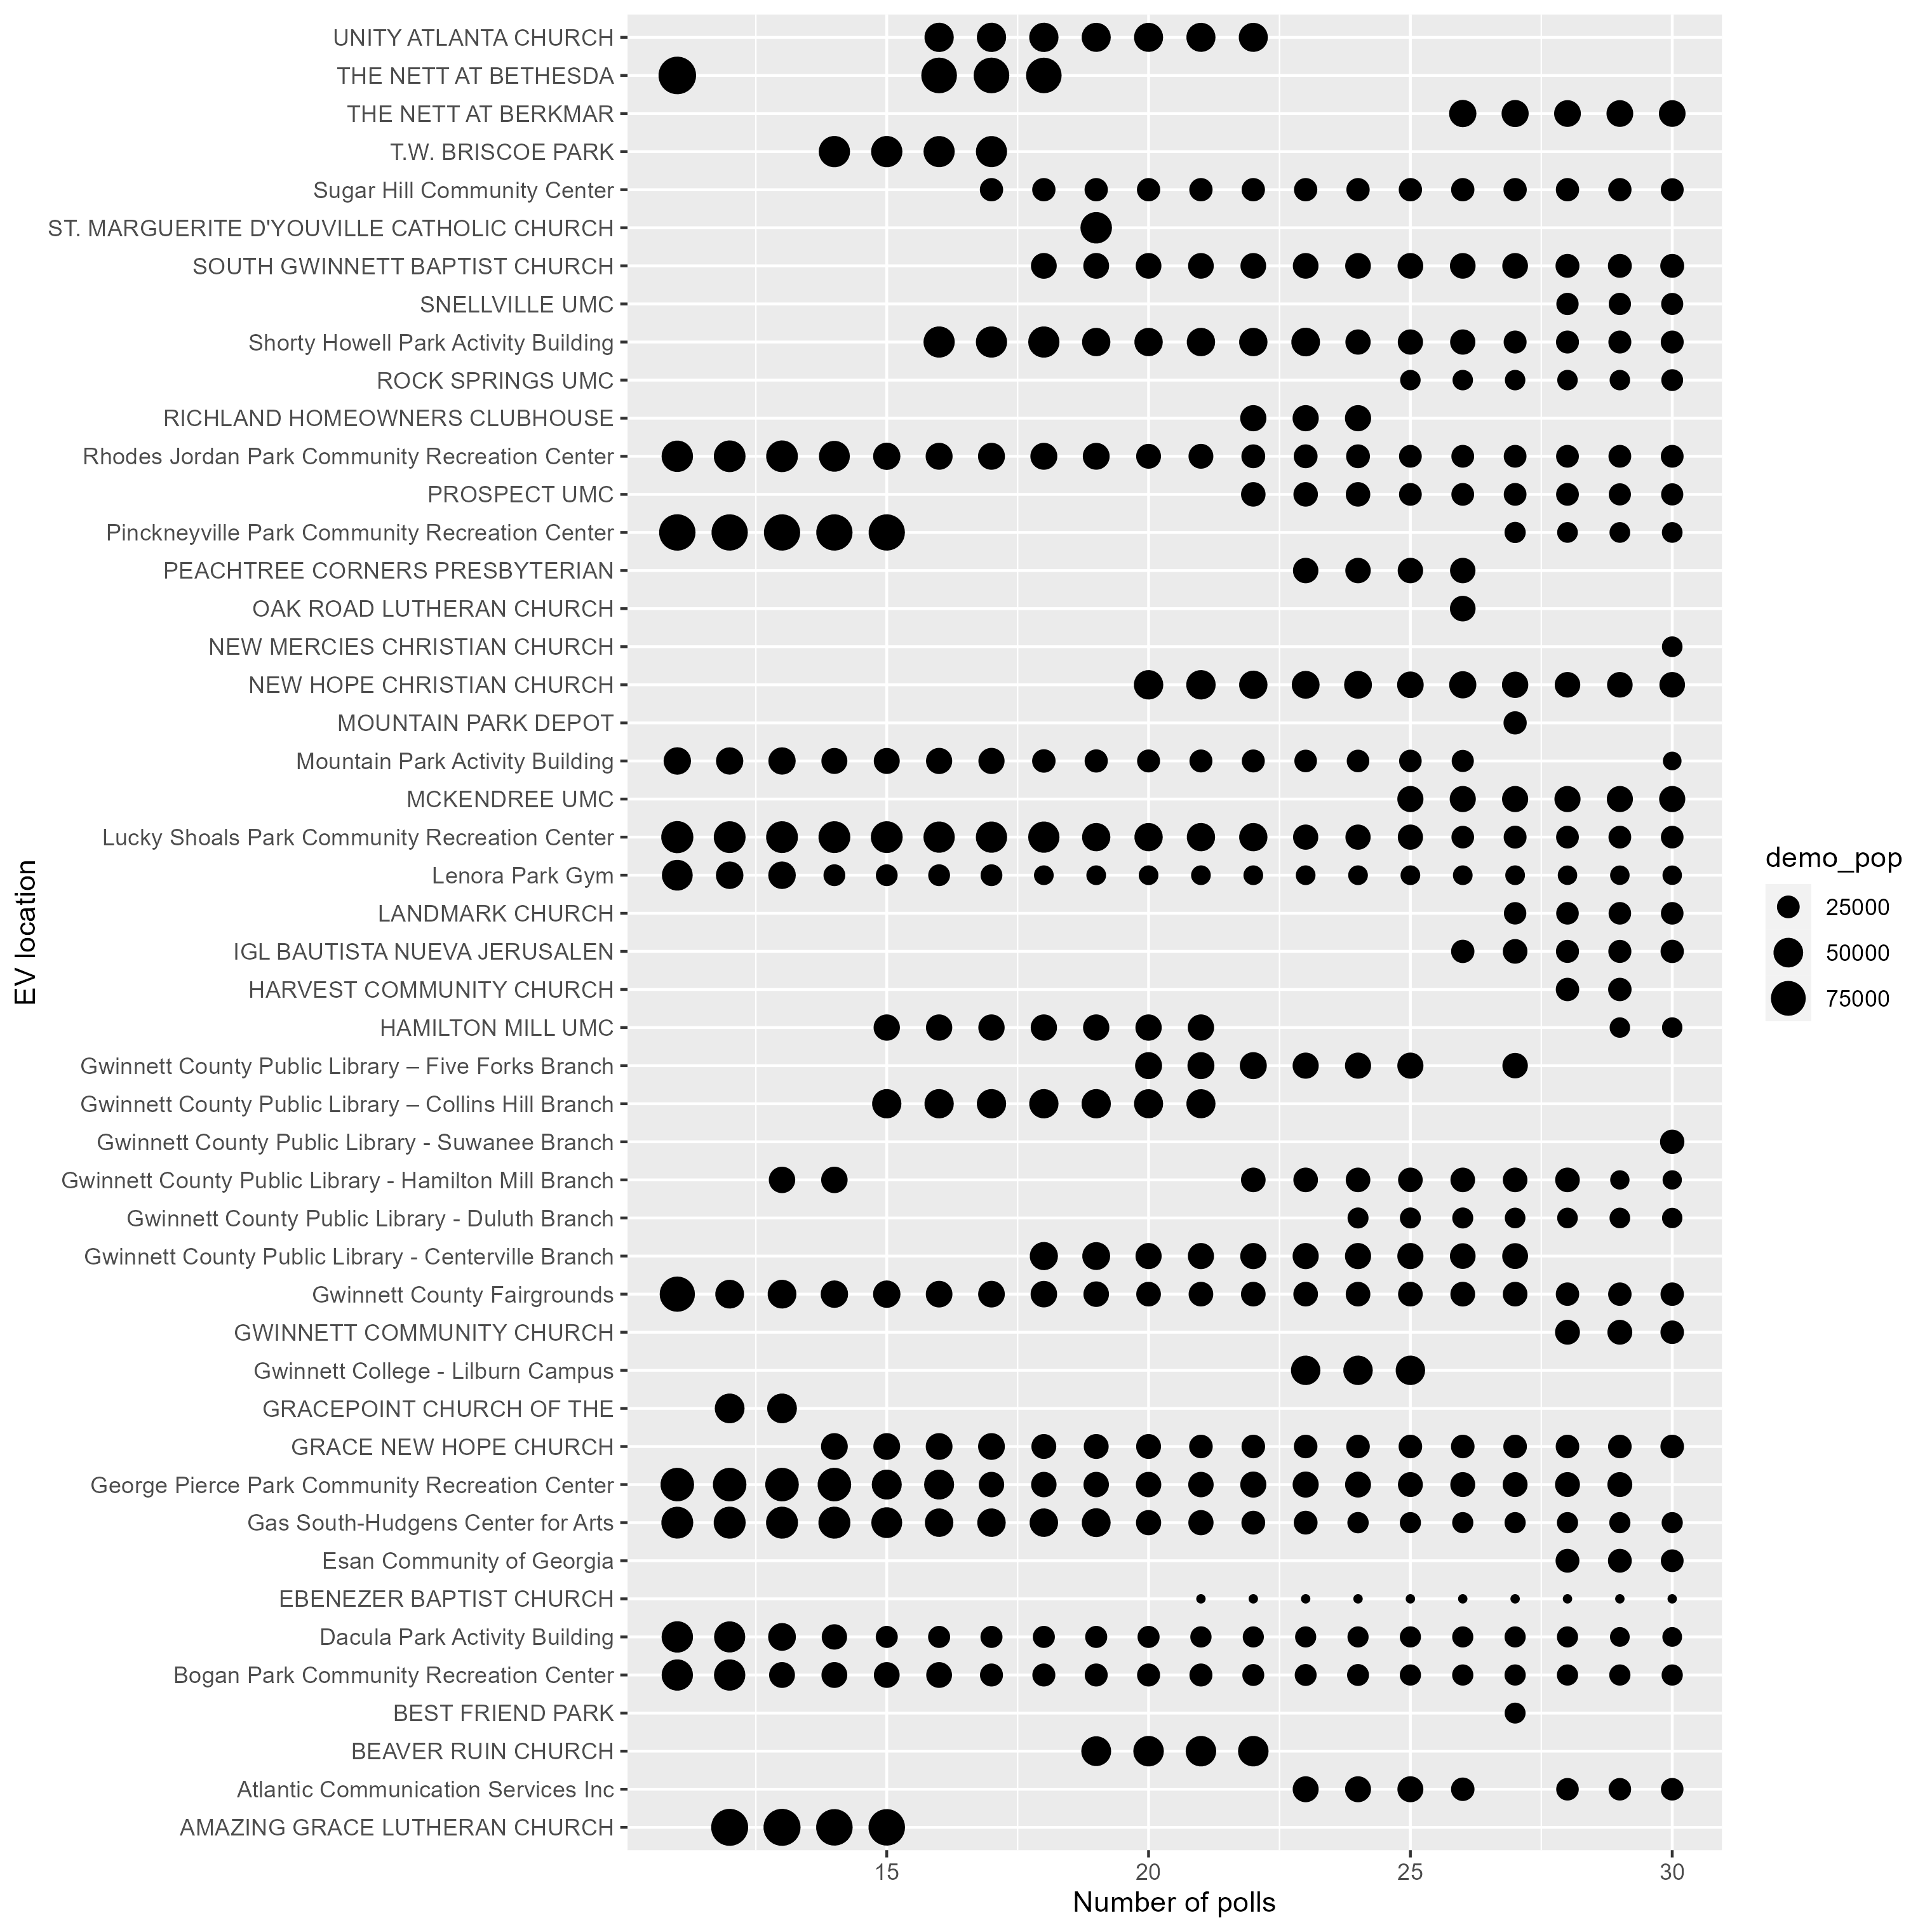 UNITY ATLANTA CHURCH
THE NETT AT BETHESDA
THE NETT AT BERKMAR
T.W. BRISCOE PARK
Sugar Hill Community Center
ST. MARGUERITE D'YOUVILLE CATHOLIC CHURCH
SOUTH GWINNETT BAPTIST CHURCH
SNELLVILLE UMC
Shorty Howell Park Activity Building
ROCK SPRINGS UMC
RICHLAND HOMEOWNERS CLUBHOUSE
Rhodes Jordan Park Community Recreation Center
PROSPECT UMC
Pinckneyville Park Community Recreation Center
PEACHTREE CORNERS PRESBYTERIAN
OAK ROAD LUTHERAN CHURCH
NEW MERCIES CHRISTIAN CHURCH
NEW HOPE CHRISTIAN CHURCH
MOUNTAIN PARK DEPOT
Mountain Park Activity Building
MCKENDREE UMC
Lucky Shoals Park Community Recreation Center
Lenora Park Gym
LANDMARK CHURCH
IGL BAUTISTA NUEVA JERUSALEN
HARVEST COMMUNITY CHURCH
HAMILTON MILL UMC
Gwinnett County Public Library – Five Forks Branch
Gwinnett County Public Library – Collins Hill Branch
Gwinnett County Public Library - Suwanee Branch
Gwinnett County Public Library - Hamilton Mill Branch
Gwinnett County Public Library - Duluth Branch
Gwinnett County Public Library - Centerville Branch
Gwinnett County Fairgrounds
GWINNETT COMMUNITY CHURCH
Gwinnett College - Lilburn Campus
GRACEPOINT CHURCH OF THE
GRACE NEW HOPE CHURCH
George Pierce Park Community Recreation Center
Gas South-Hudgens Center for Arts
Esan Community of Georgia
EBENEZER BAPTIST CHURCH
Dacula Park Activity Building
Bogan Park Community Recreation Center
BEST FRIEND PARK
BEAVER RUIN CHURCH
Atlantic Communication Services Inc
AMAZING GRACE LUTHERAN CHURCH
EV location
15 20 25 30
Number of polls
demo_pop
25000
50000
75000